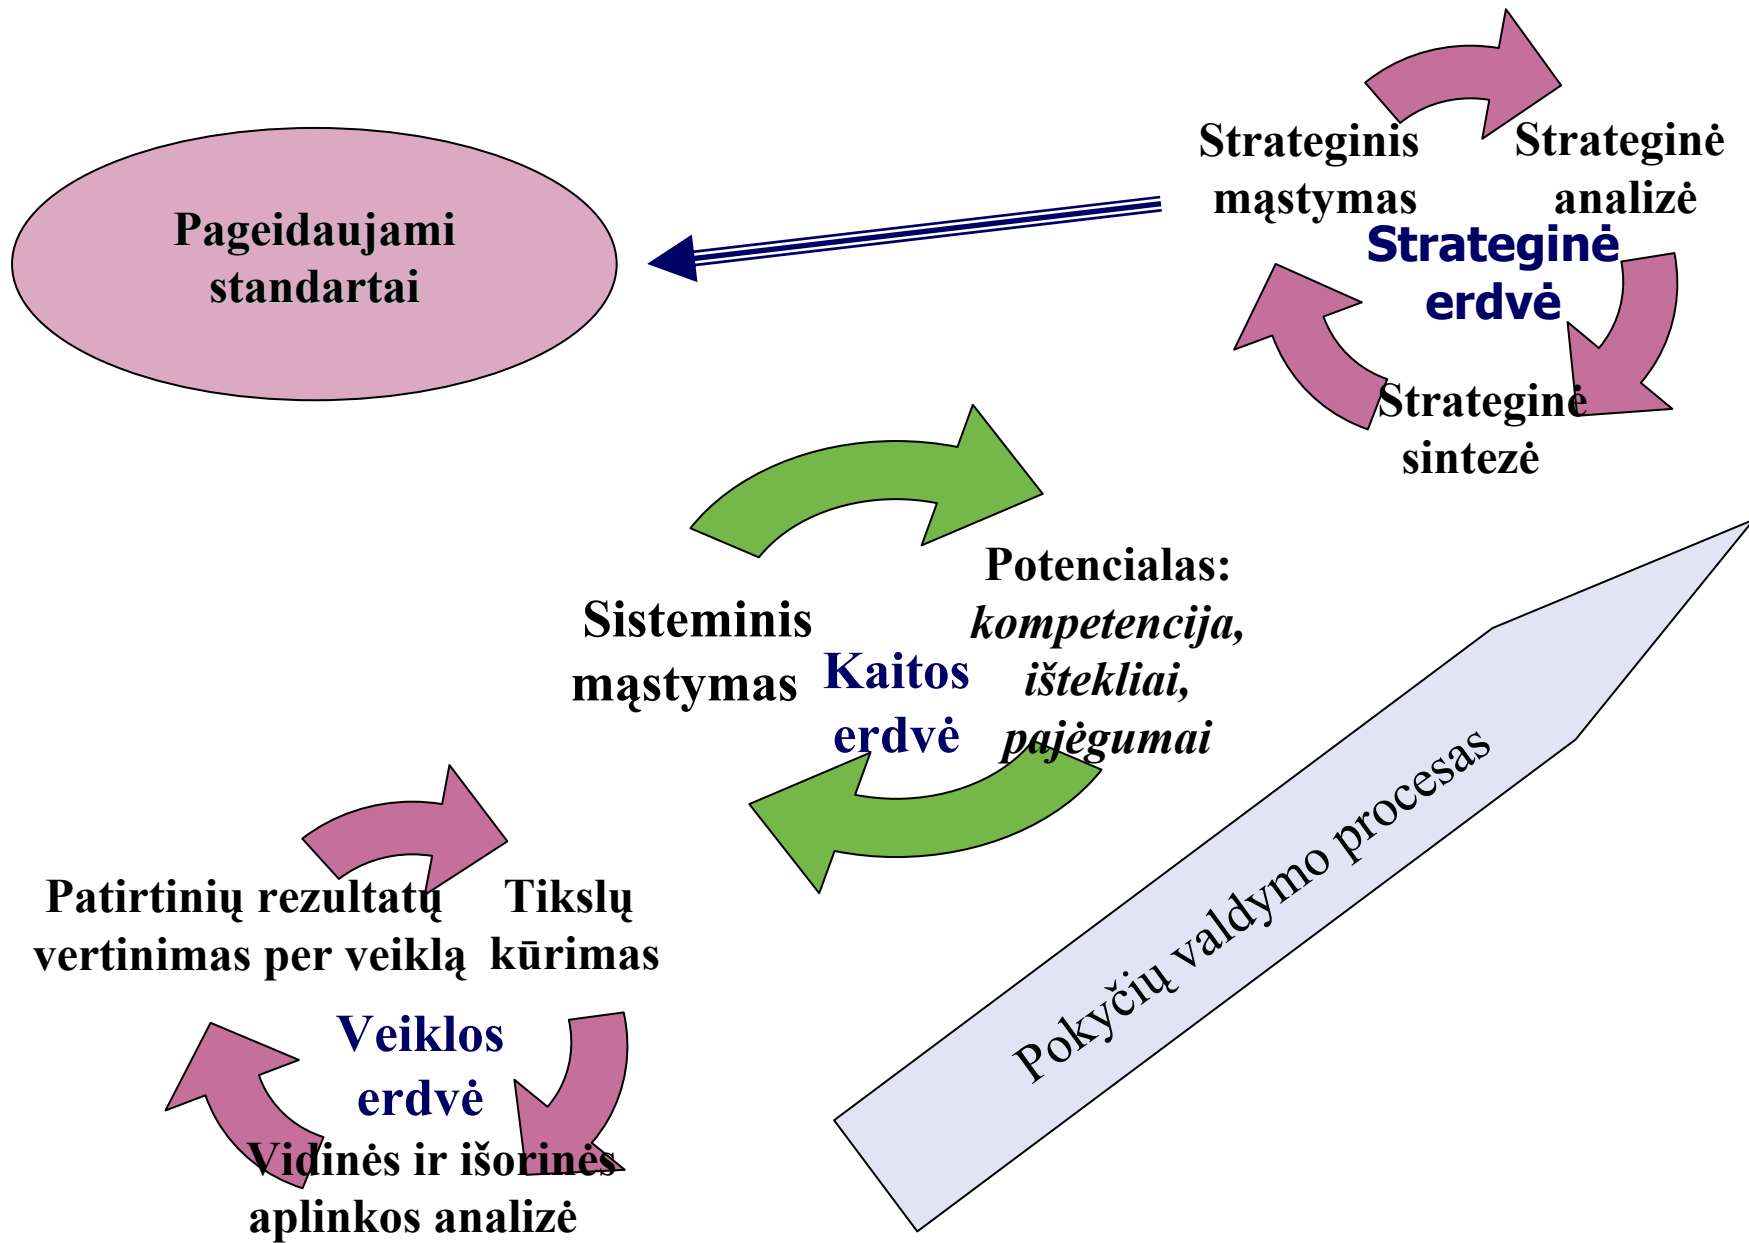 Pageidaujami
standartai
Strateginis
mąstymas
Strateginė
analizė
Strateginė
erdvė
Strateginė
sintezė
Sisteminis
mąstymas
Kaitos
erdvė
Potencialas:
kompetencija,
ištekliai,
pajėgumai
Patirtinių rezultatų
vertinimas per veiklą
Tikslų
kūrimas
Veiklos
erdvė
Vidinės ir išorinės
aplinkos analizė
Pokyčių valdymo procesas